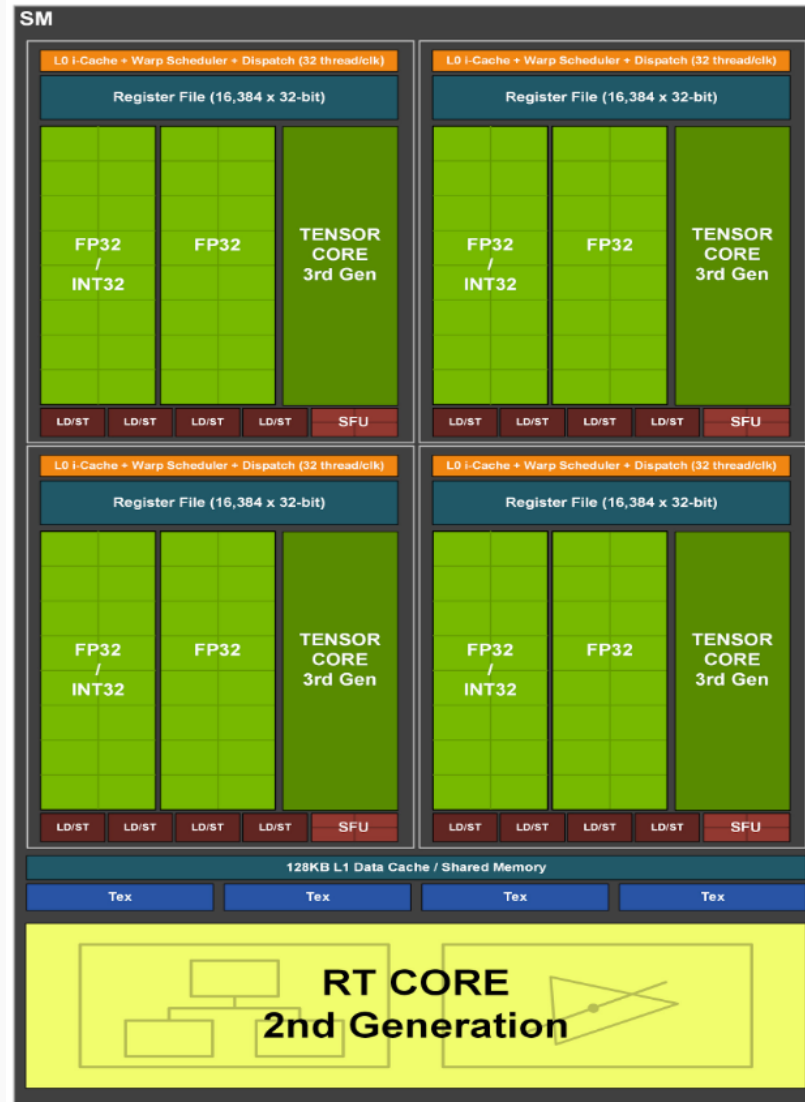 SM
L0 i-Cache + Warp Scheduler + Dispatch (32 thread/clk)
Register File (16,384 x 32-bit)
FP32
/
INT32
FP32
TENSOR
CORE
3rd Gen
LD/ST LD/ST LD/ST LD/ST SFU
L0 i-Cache + Warp Scheduler + Dispatch (32 thread/clk)
Register File (16,384 x 32-bit)
FP32
/
INT32
FP32
TENSOR
CORE
3rd Gen
LD/ST LD/ST LD/ST LD/ST SFU
L0 i-Cache + Warp Scheduler + Dispatch (32 thread/clk)
Register File (16,384 x 32-bit)
FP32
/
INT32
FP32
TENSOR
CORE
3rd Gen
LD/ST LD/ST LD/ST LD/ST SFU
L0 i-Cache + Warp Scheduler + Dispatch (32 thread/clk)
Register File (16,384 x 32-bit)
FP32
/
INT32
FP32
TENSOR
CORE
3rd Gen
LD/ST LD/ST LD/ST LD/ST SFU
128KB L1 Data Cache / Shared Memory
Tex Tex Tex Tex
RT CORE
2nd Generation